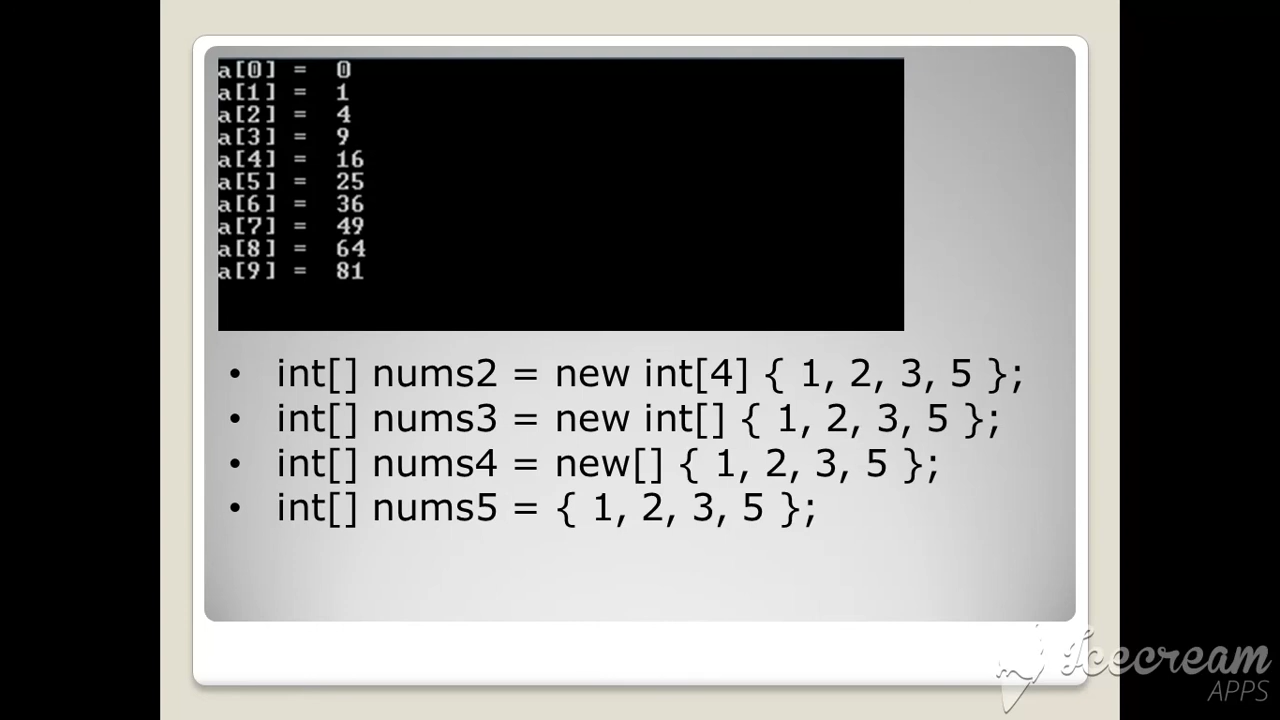 a[0] =  0
a[1] =  1
a[2] =  4
a[3] =  9
a[4] =  16
a[5] =  25
a[6] =  36
a[7] =  49
a[8] =  64
a[9] =  81
• int[] nums2 = new int[4] { 1, 2, 3, 5 };
• int[] nums3 = new int[] { 1, 2, 3, 5 };
• int[] nums4 = new[] { 1, 2, 3, 5 };
• int[] nums5 = { 1, 2, 3, 5 };
Icecream
APPS